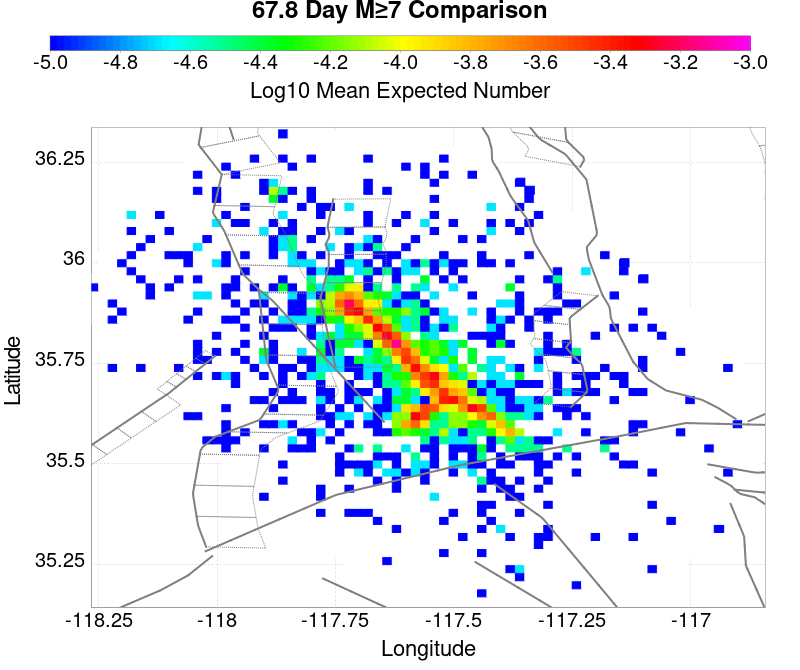 67.8 Day M≥7 Comparison
-5.0 -4.8 -4.6 -4.4 -4.2 -4.0 -3.8 -3.6 -3.4 -3.2 -3.0
Log10 Mean Expected Number
36.25
36
35.75
35.5
35.25
Latitude
-118.25 -118 -117.75 -117.5 -117.25 -117
Longitude